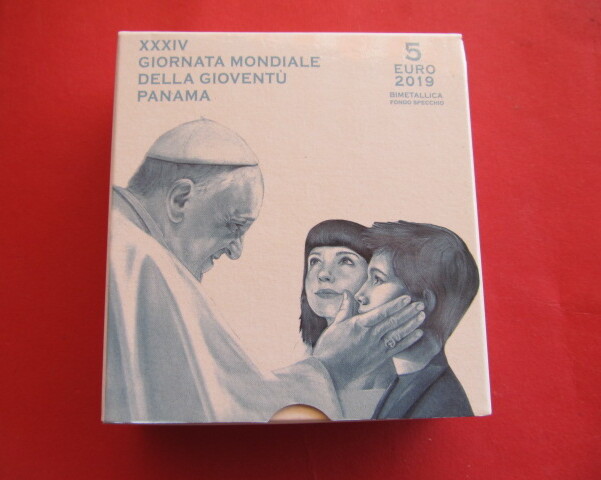 XXXIV
GIORNATA MONDIALE
DELLA GIOVENTÙ
PANAMA
5
EURO
2019
BIMETALLICA
FONDO SPECCHIO